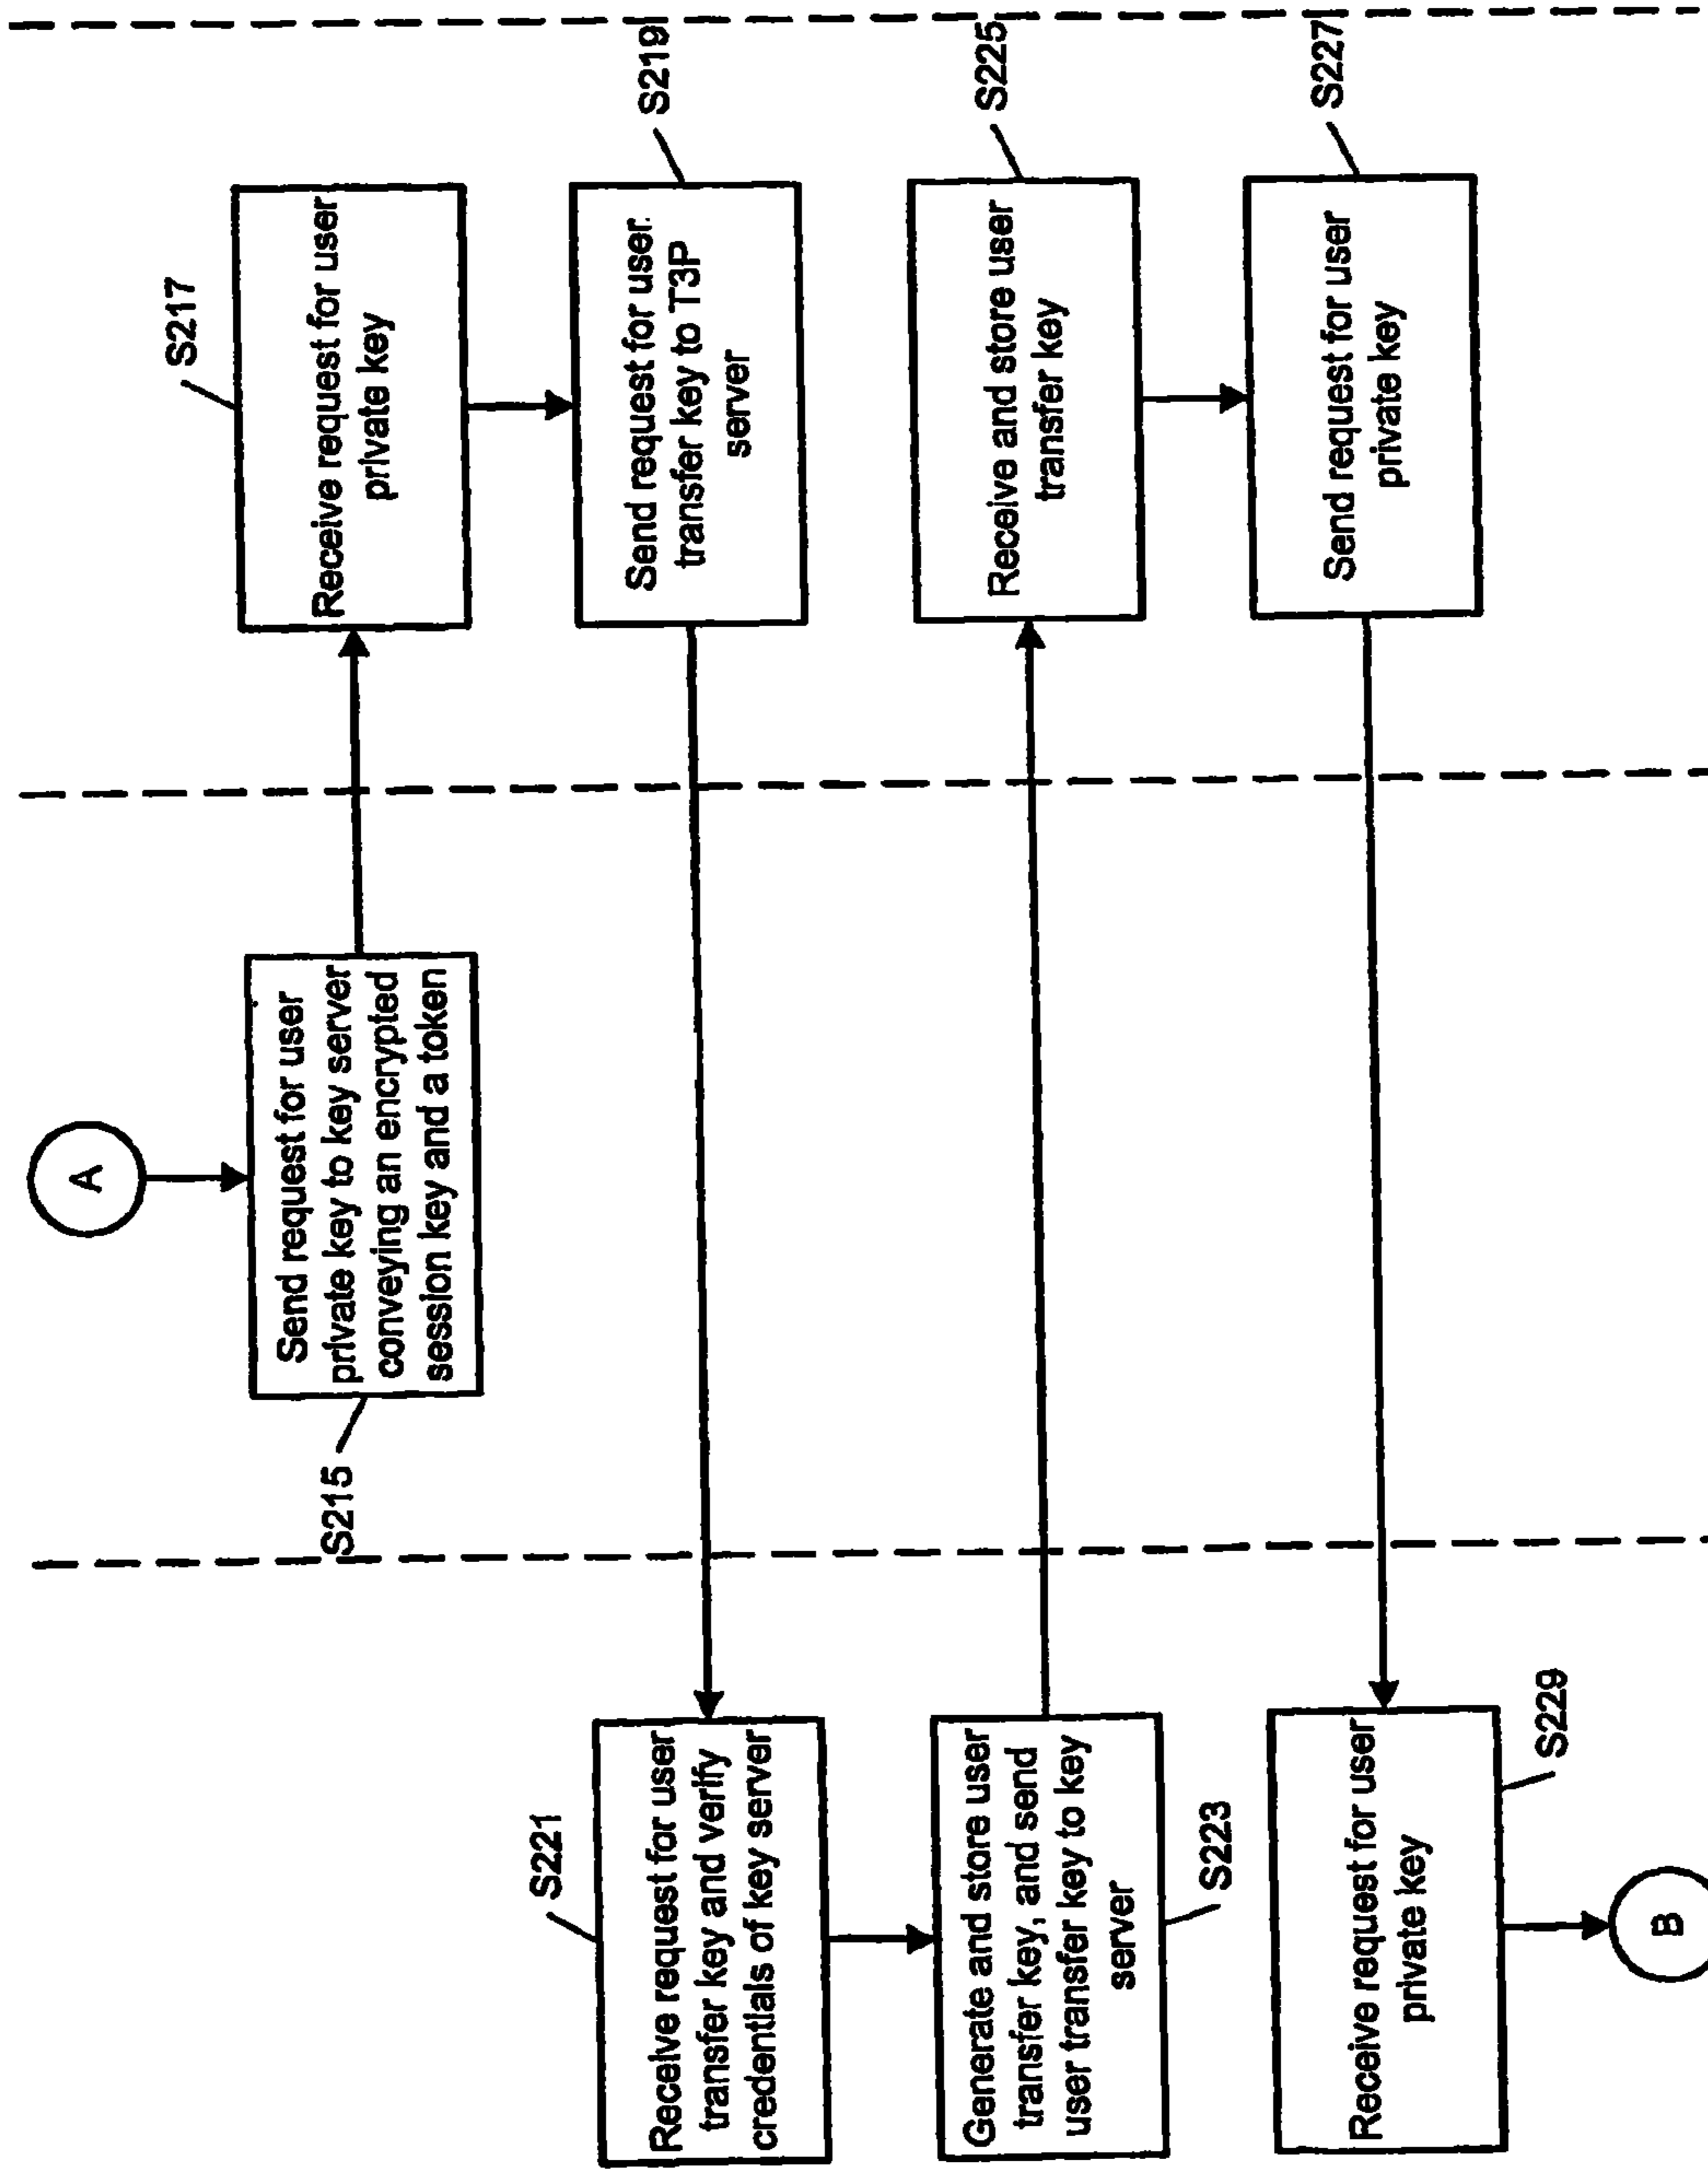 A
S215
Send request for user
private key to key server
conveying an encrypted
session key and a token
S217
Receive request for user
private key
S219
Send request for user
transfer key to T3P
server
S221
Receive request for user
transfer key and verify
credentials of key server
Generate and store user
transfer key, and send
user transfer key to key
server
S223
S225
Receive and store user
transfer key
S227
Send request for user
private key
Receive request for user
private key
S229
B